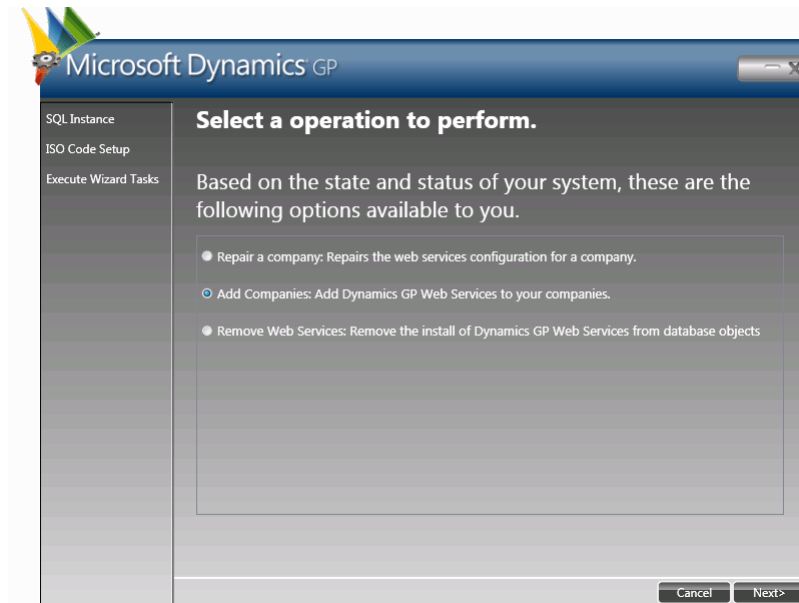 Microsoft Dynamics GP
SQL Instance
ISO Code Setup
Execute Wizard Tasks
Select a operation to perform.
Based on the state and status of your system, these are the
following options available to you.
Repair a company: Repairs the web services configuration for a company.
Add Companies: Add Dynamics GP Web Services to your companies.
Remove Web Services: Remove the install of Dynamics GP Web Services from database objects
Cancel
Next>